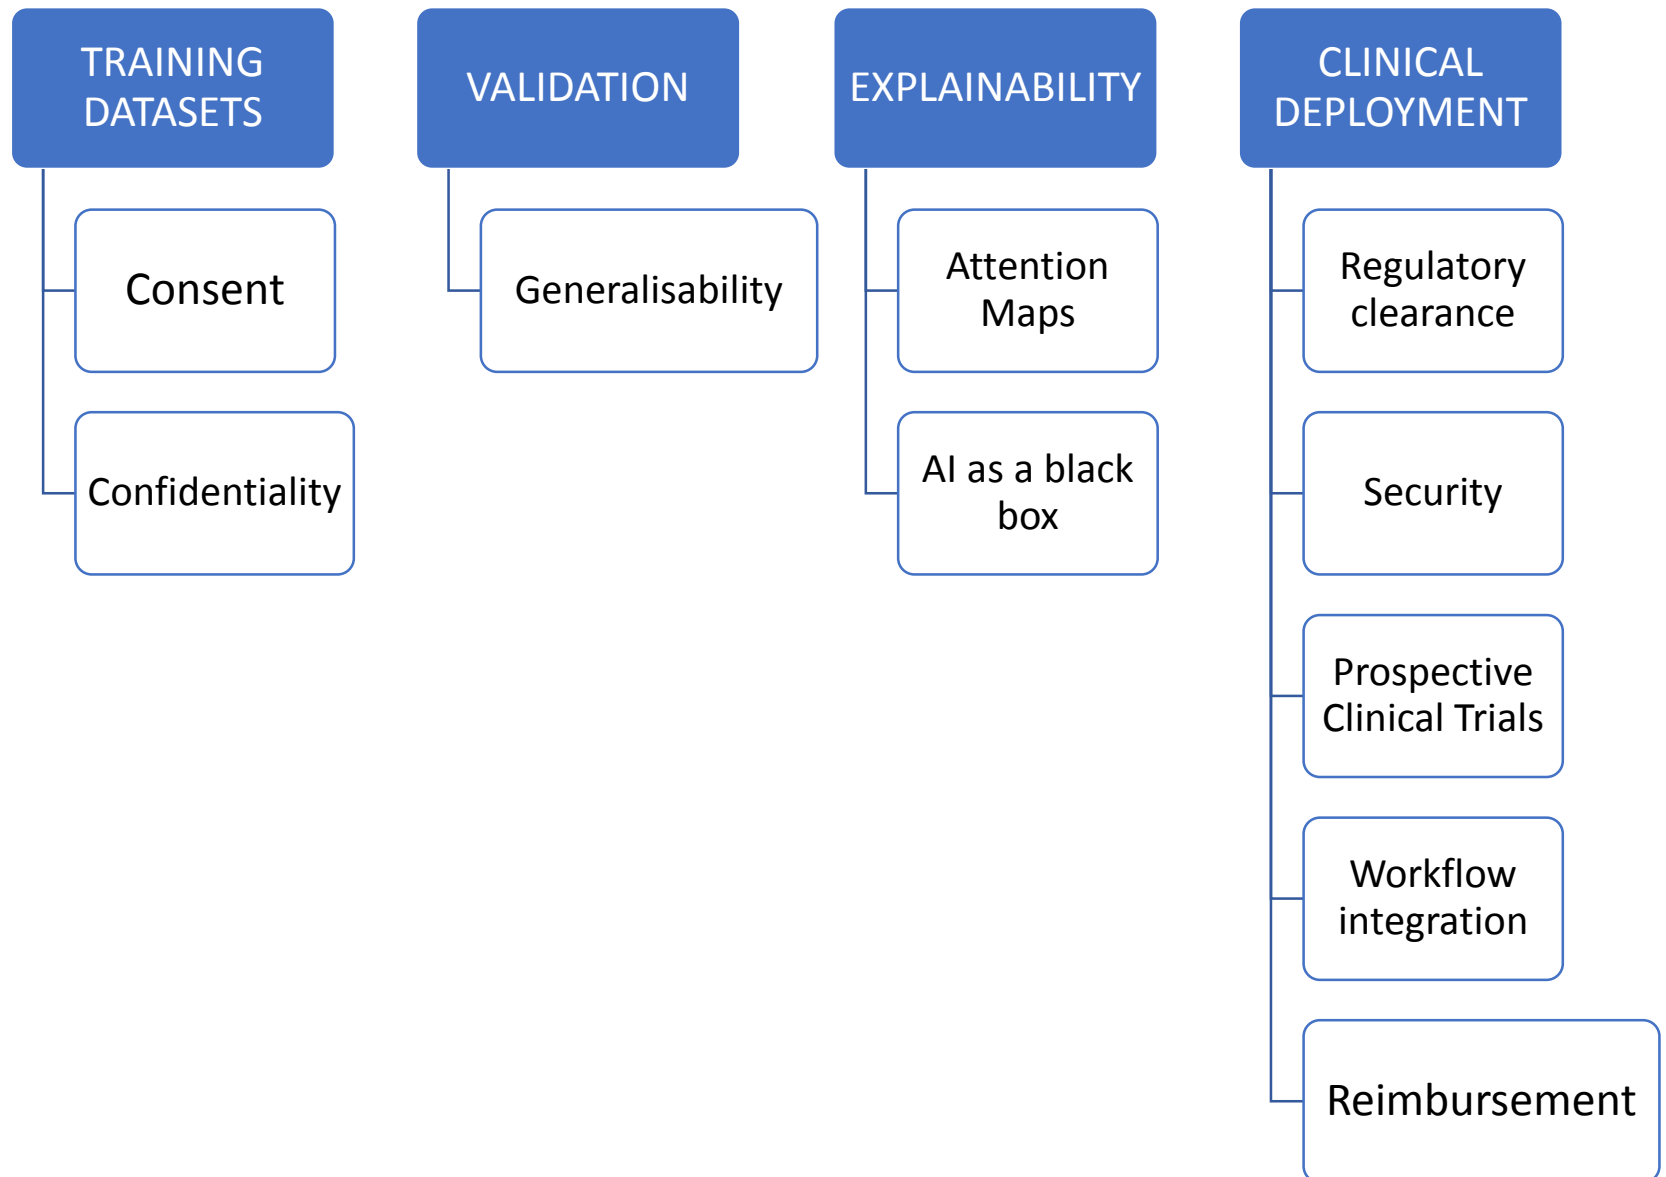 TRAINING
DATASETS
Consent
Confidentiality
VALIDATION
Generalisability
EXPLAINABILITY
Attention
Maps
AI as a black
box
CLINICAL
DEPLOYMENT
Regulatory
clearance
Security
Prospective
Clinical Trials
Workflow
integration
Reimbursement